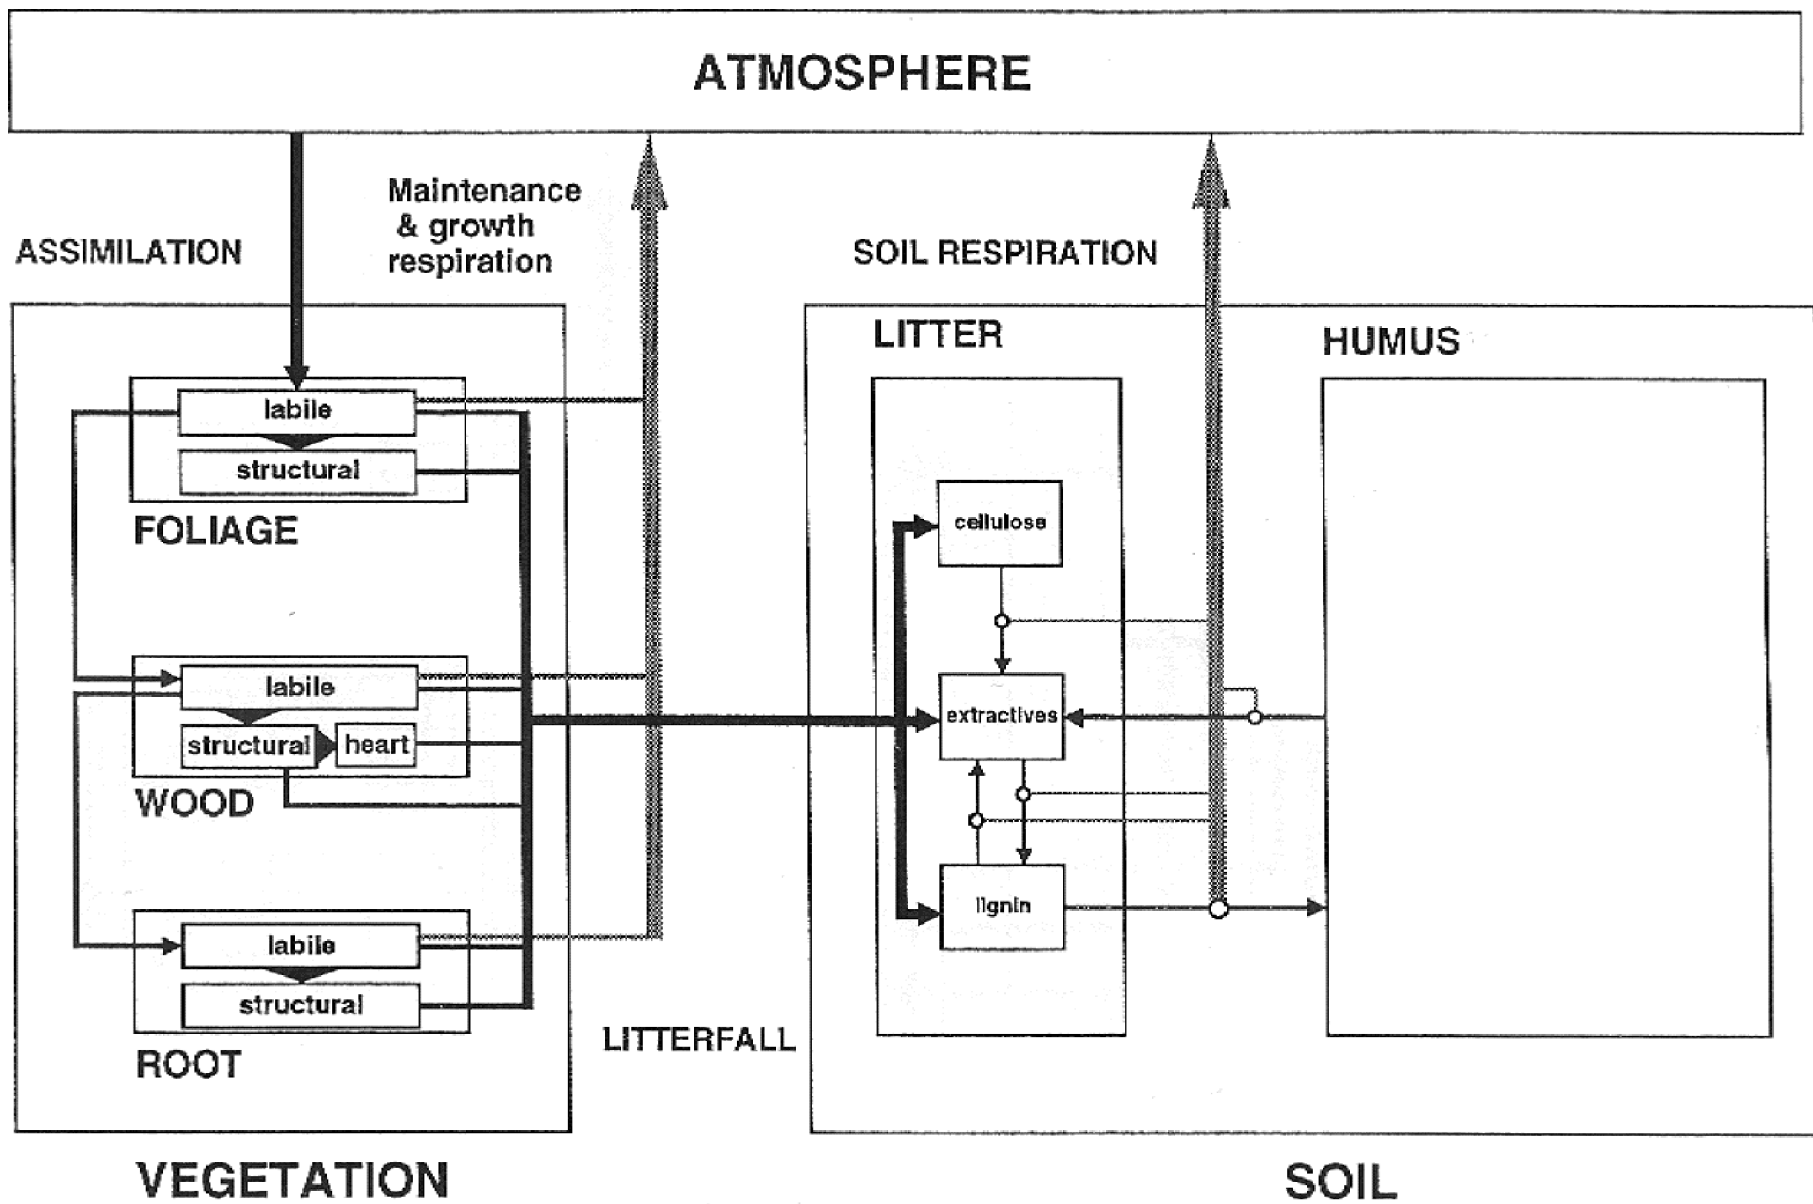 ATMOSPHERE
Maintenance
& growth
respiration
ASSIMILATION
SOIL RESPIRATION
LITTER
HUMUS
labile
structural
FOLIAGE
cellulose
labile
structural
heart
WOOD
extractives
lignin
labile
structural
ROOT
LITTERFALL
VEGETATION
SOIL